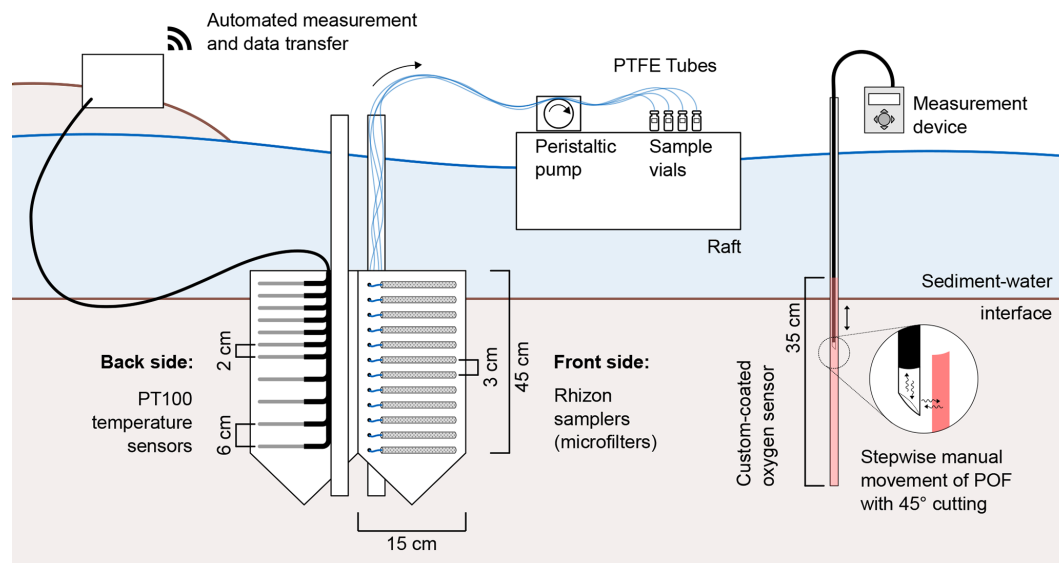 Automated measurement
and data transfer
PTFE Tubes
Measurement
device
Peristaltic
pump
Sample
vials
Raft
Sediment-water
interface
Back side:
PT100
temperature
sensors
2 cm
6 cm
Front side:
Rhizon
samplers
(microfilters)
3 cm
45 cm
15 cm
35 cm
Custom-coated
oxygen sensor
Stepwise manual
movement of POF
with 45° cutting